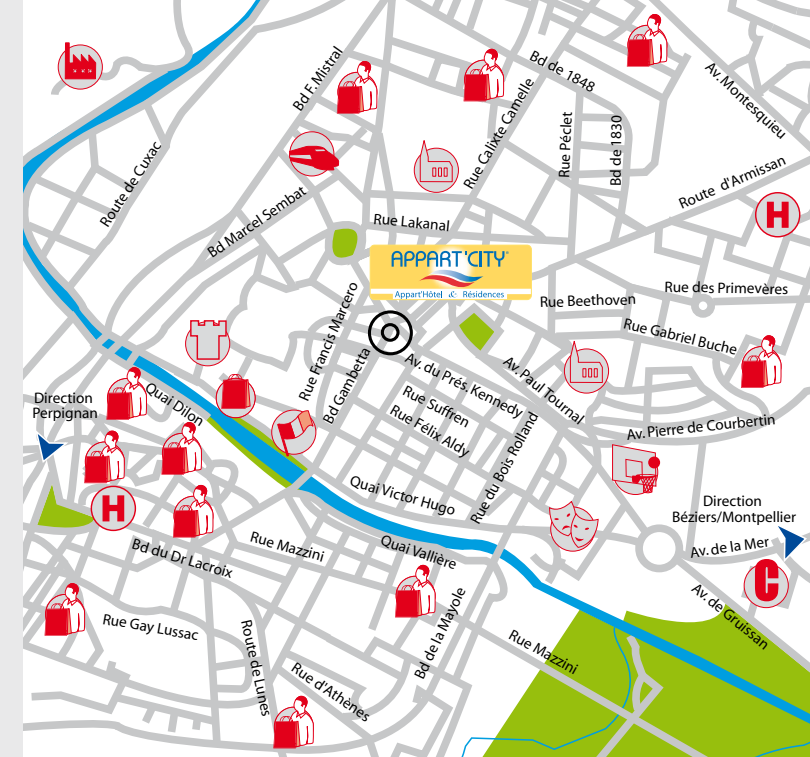 Bd F. Mistral
Bd de 1848
Av. Montesquieu
Rue Calixte Camelle
Rue Péclet
Bd de 1830
Route de Cuxac
Route d'Armissan
Bd Marcel Sembat
Rue Lakanal
H
APPART'CITY
Appart'Hôtel & Résidences
Rue Francis Marcero
Rue Beethoven
Rue des Primevères
Rue Gabriel Buche
Bd Gambetta
Av. du Prés. Kennedy
Av. Paul Tournal
Direction
Perpignan
Quai Dilon
Rue Suffren
Rue Félix Aldy
Rue du Bois Rolland
Av. Pierre de Courbertin
Quai Victor Hugo
H
Direction
Béziers/Montpellier
Rue Mazzini
Quai Vallière
Av. de la Mer
Bd du Dr Lacroix
C
Av. de Gruissan
Rue Gay Lussac
Route de Lunes
Bd de la Mayole
Rue Mazzini
Rue d'Athènes